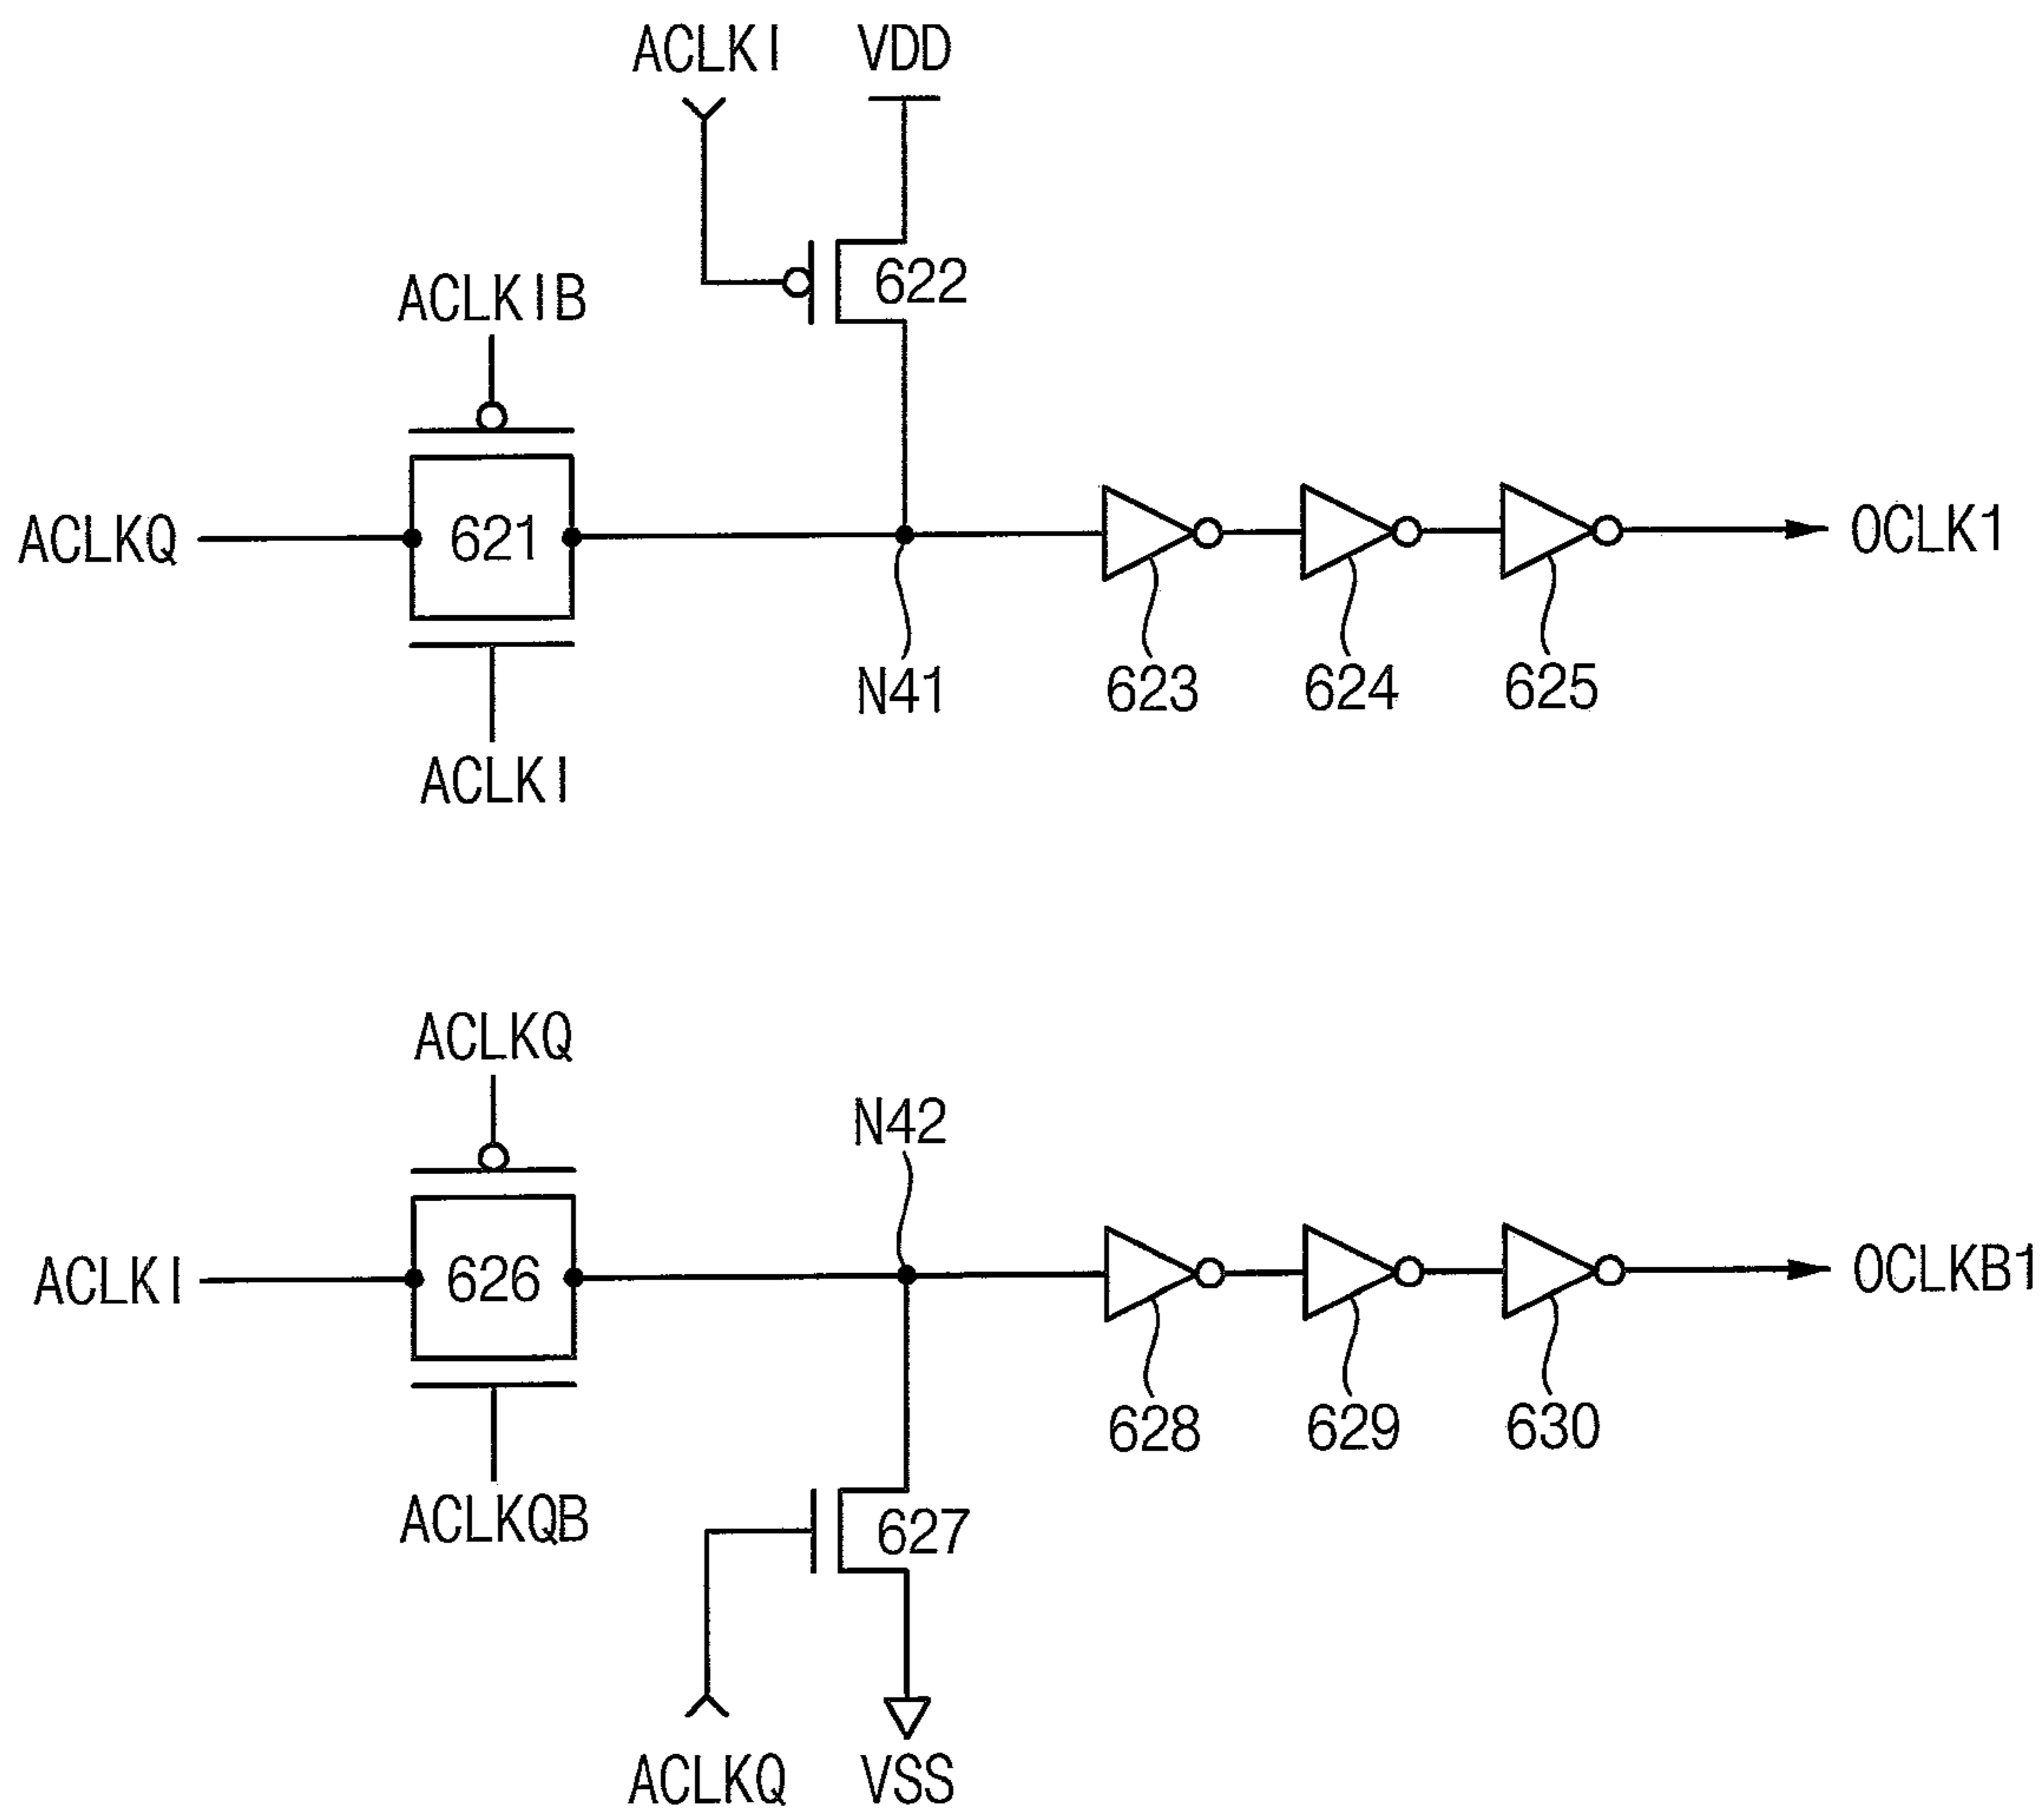 ACLKI VDD
622
ACLKIB
ACLKQ 621 OCLK1
N41 623 624 625
ACLKI
ACLKQ
N42
ACLKI 626 OCLKB1
628 629 630
ACLKQB 627
ACLKQ VSS